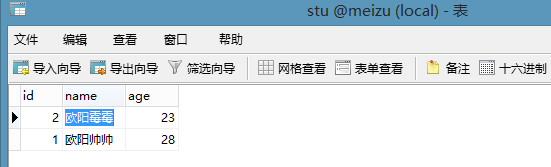 stu @meizu (local) - 表
文件 编辑 查看 窗口 帮助
导入向导 导出向导 筛选向导 网格查看 表单查看 备注 十六进制
id name age
2 欧阳霉霉 23
1 欧阳帅帅 28